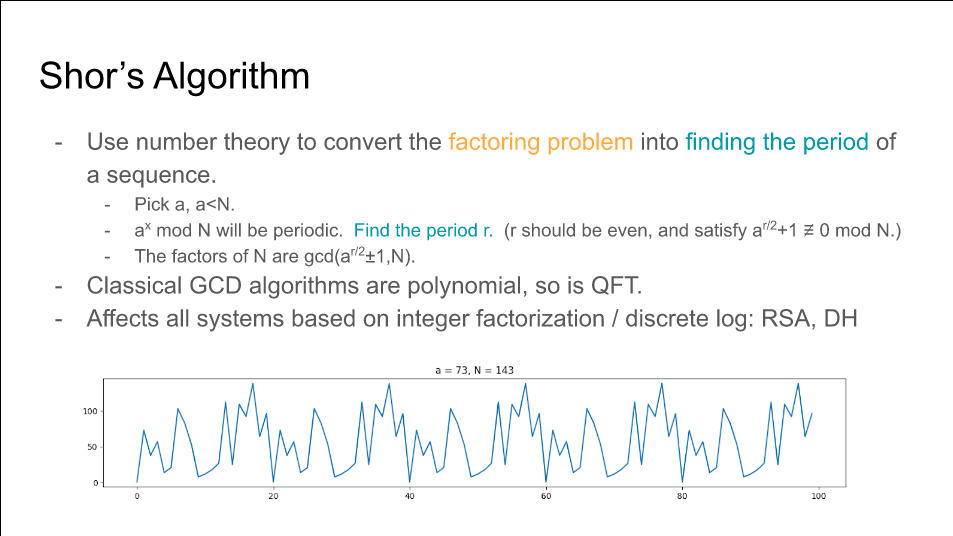 Shor's Algorithm
- Use number theory to convert the factoring problem into finding the period of
a sequence.
- Pick a, a<N.
- aˣ mod N will be periodic. Find the period r. (r should be even, and satisfy a^(r/2)+1 ≢ 0 mod N.)
- The factors of N are gcd(a^(r/2)±1,N).
- Classical GCD algorithms are polynomial, so is QFT.
- Affects all systems based on integer factorization / discrete log: RSA, DH
a = 73, N = 143
100
50
0
0 20 40 60 80 100